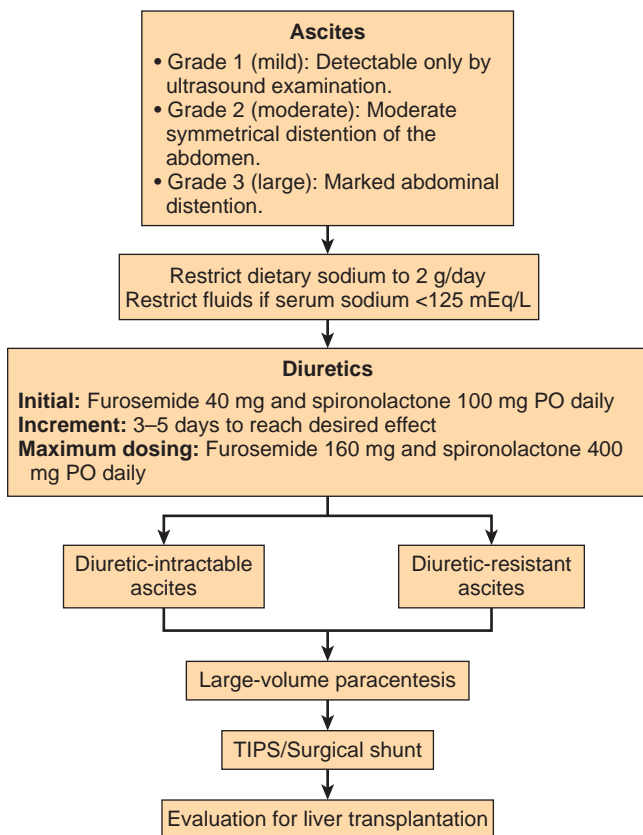 Ascites
• Grade 1 (mild): Detectable only by
ultrasound examination.
• Grade 2 (moderate): Moderate
symmetrical distention of the
abdomen.
• Grade 3 (large): Marked abdominal
distention.
Restrict dietary sodium to 2 g/day
Restrict fluids if serum sodium <125 mEq/L
Diuretics
Initial: Furosemide 40 mg and spironolactone 100 mg PO daily
Increment: 3–5 days to reach desired effect
Maximum dosing: Furosemide 160 mg and spironolactone 400
mg PO daily
Diuretic-intractable
ascites
Diuretic-resistant
ascites
Large-volume paracentesis
TIPS/Surgical shunt
Evaluation for liver transplantation